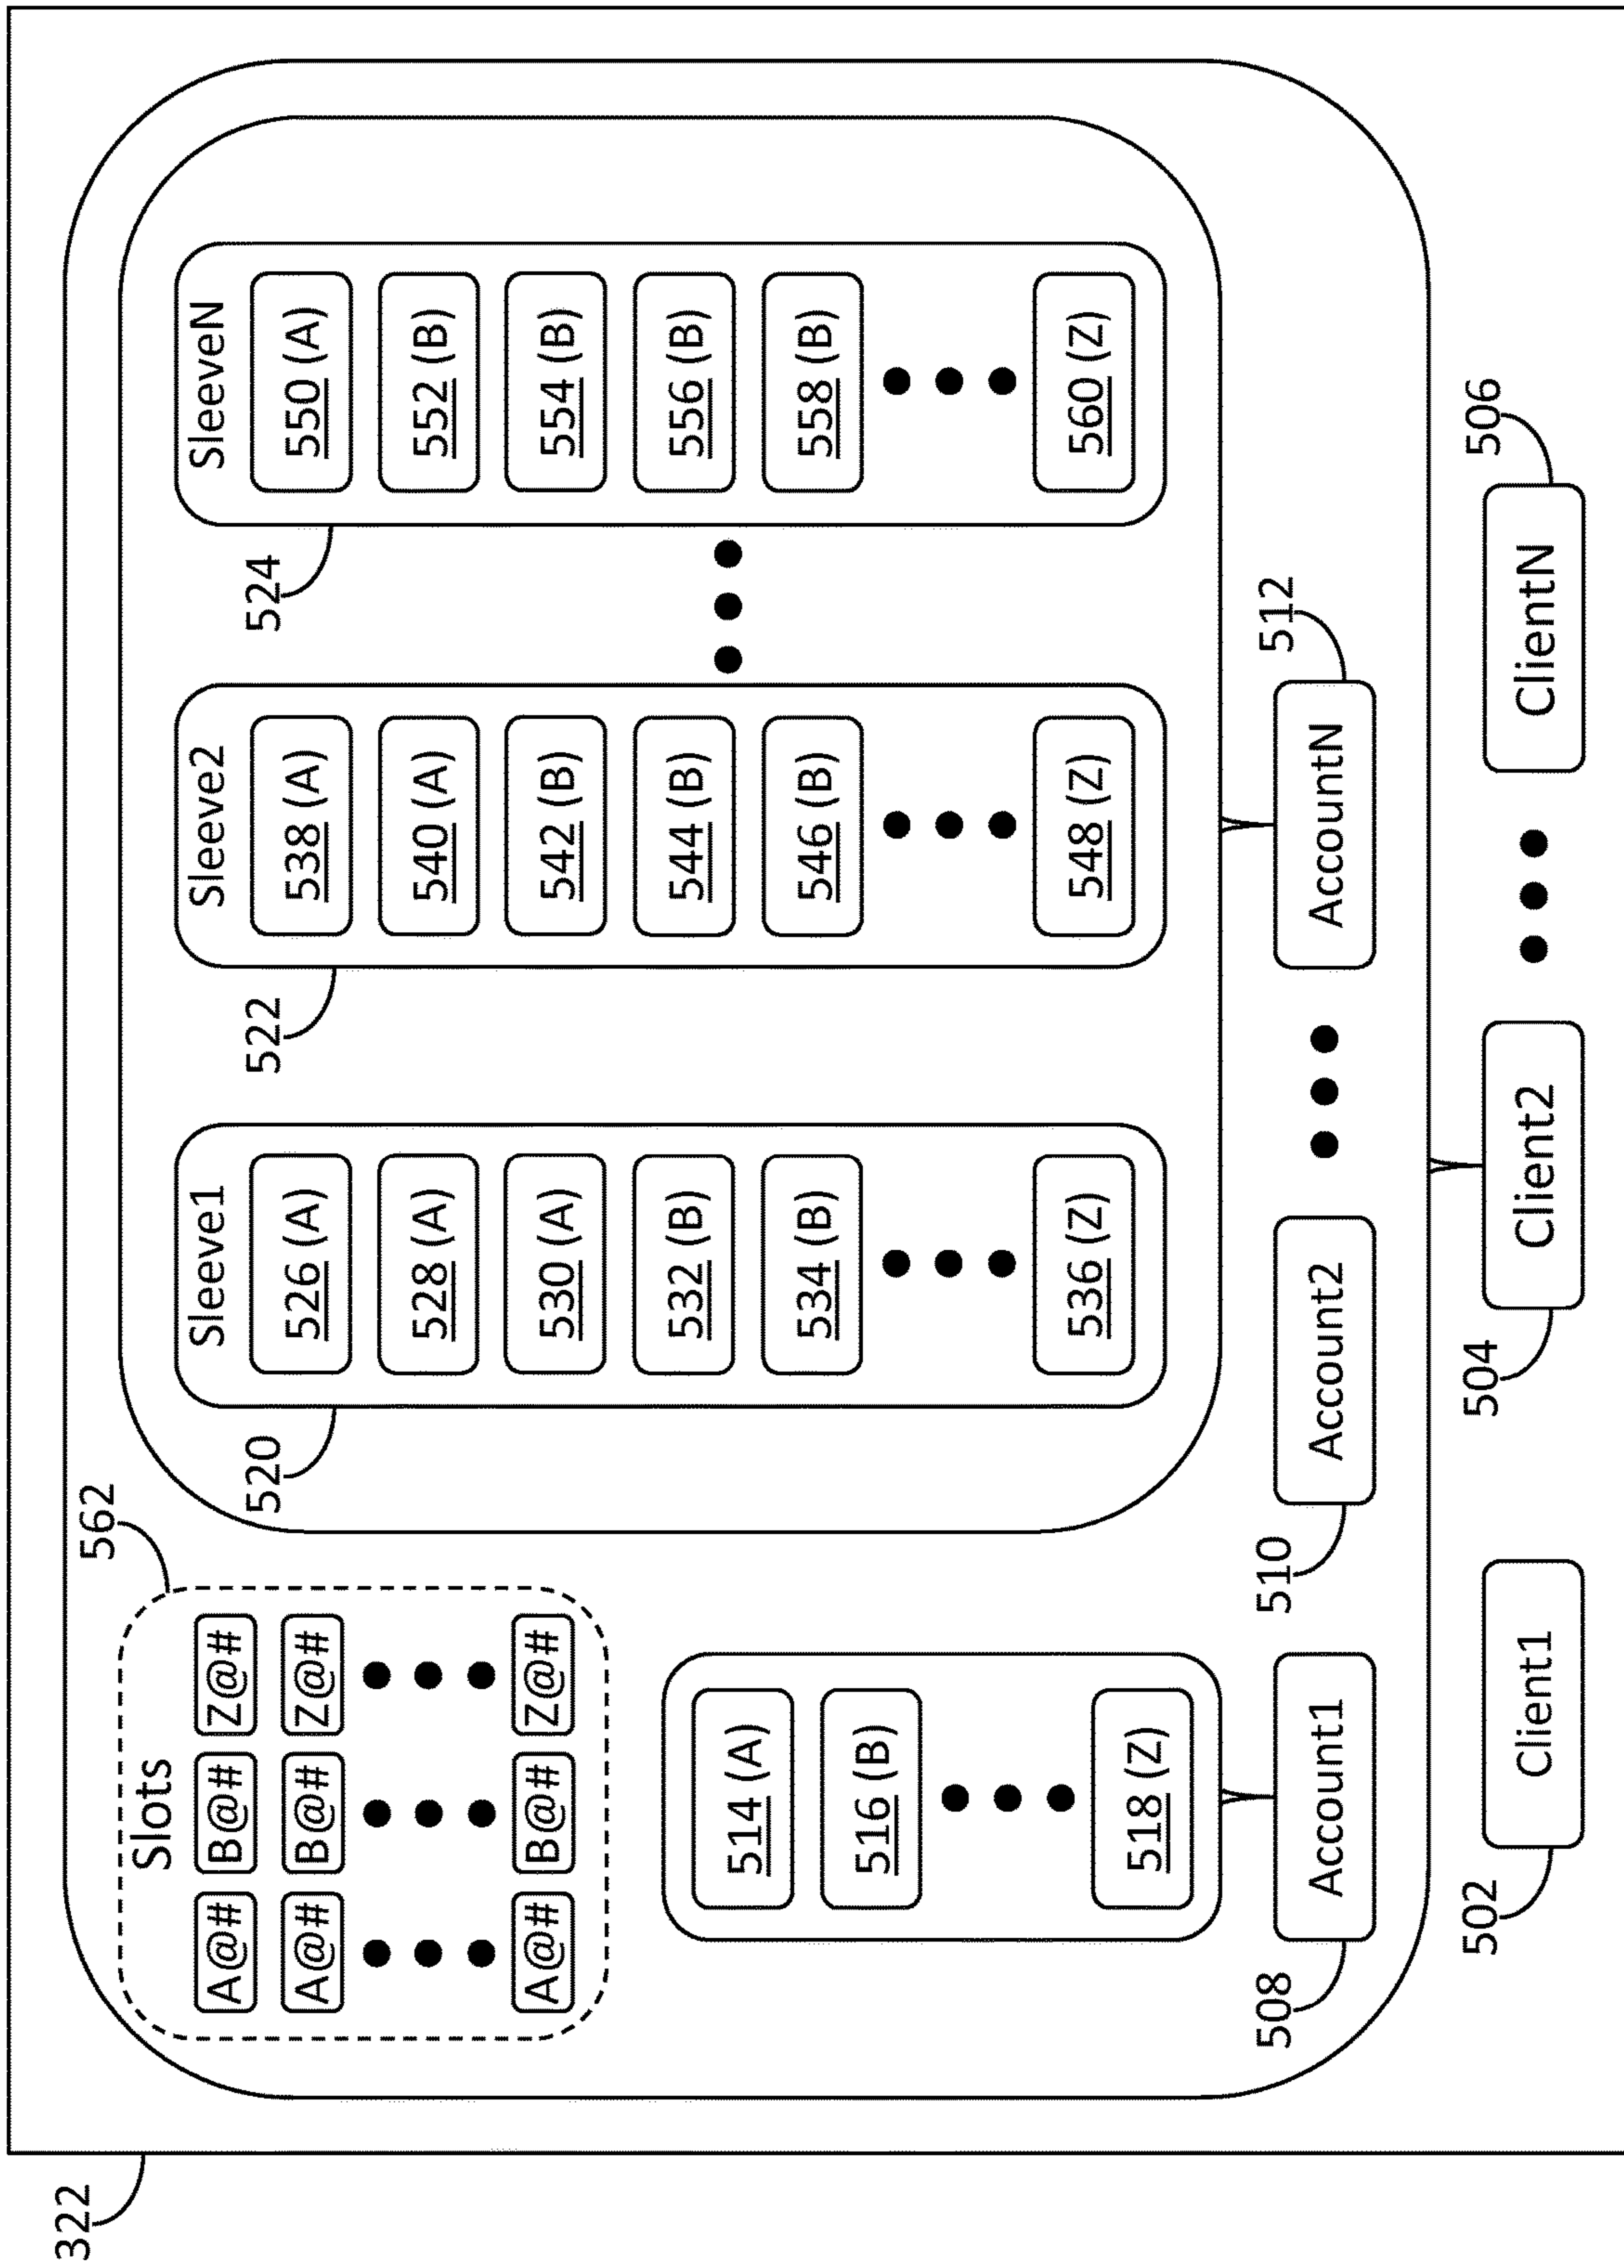 322
562
Slots
A@# B@# Z@#
A@# B@# Z@#
A@# B@# Z@#
514 (A)
516 (B)
518 (Z)
520
Sleeve1
526 (A)
528 (A)
530 (A)
532 (B)
534 (B)
536 (Z)
522
Sleeve2
538 (A)
540 (A)
542 (B)
544 (B)
546 (B)
548 (Z)
524
SleeveN
550 (A)
552 (B)
554 (B)
556 (B)
558 (B)
560 (Z)
508
Account1
510
Account2
512
AccountN
502
Client1
504
Client2
506
ClientN